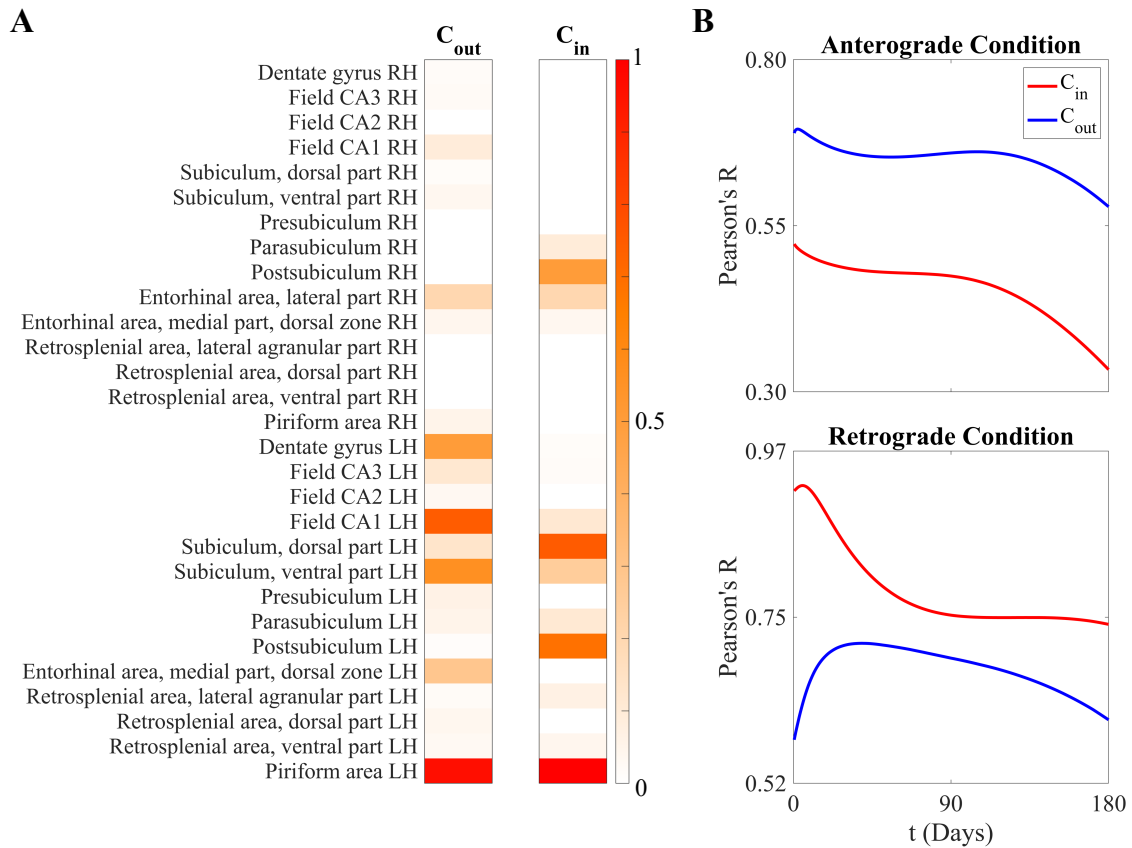 A
C_out
C_in
Dentate gyrus RH
Field CA3 RH
Field CA2 RH
Field CA1 RH
Subiculum, dorsal part RH
Subiculum, ventral part RH
Presubiculum RH
Parasubiculum RH
Postsubiculum RH
Entorhinal area, lateral part RH
Entorhinal area, medial part, dorsal zone RH
Retrosplenial area, lateral agranular part RH
Retrosplenial area, dorsal part RH
Retrosplenial area, ventral part RH
Piriform area RH
Dentate gyrus LH
Field CA3 LH
Field CA2 LH
Field CA1 LH
Subiculum, dorsal part LH
Subiculum, ventral part LH
Presubiculum LH
Parasubiculum LH
Postsubiculum LH
Entorhinal area, medial part, dorsal zone LH
Retrosplenial area, lateral agranular part LH
Retrosplenial area, dorsal part LH
Retrosplenial area, ventral part LH
Piriform area LH
1
0.5
0
B
Anterograde Condition
0.80
0.55
0.30
Pearson's R
C_in
C_out
Retrograde Condition
0.97
0.75
0.52
Pearson's R
0 90 180
t (Days)